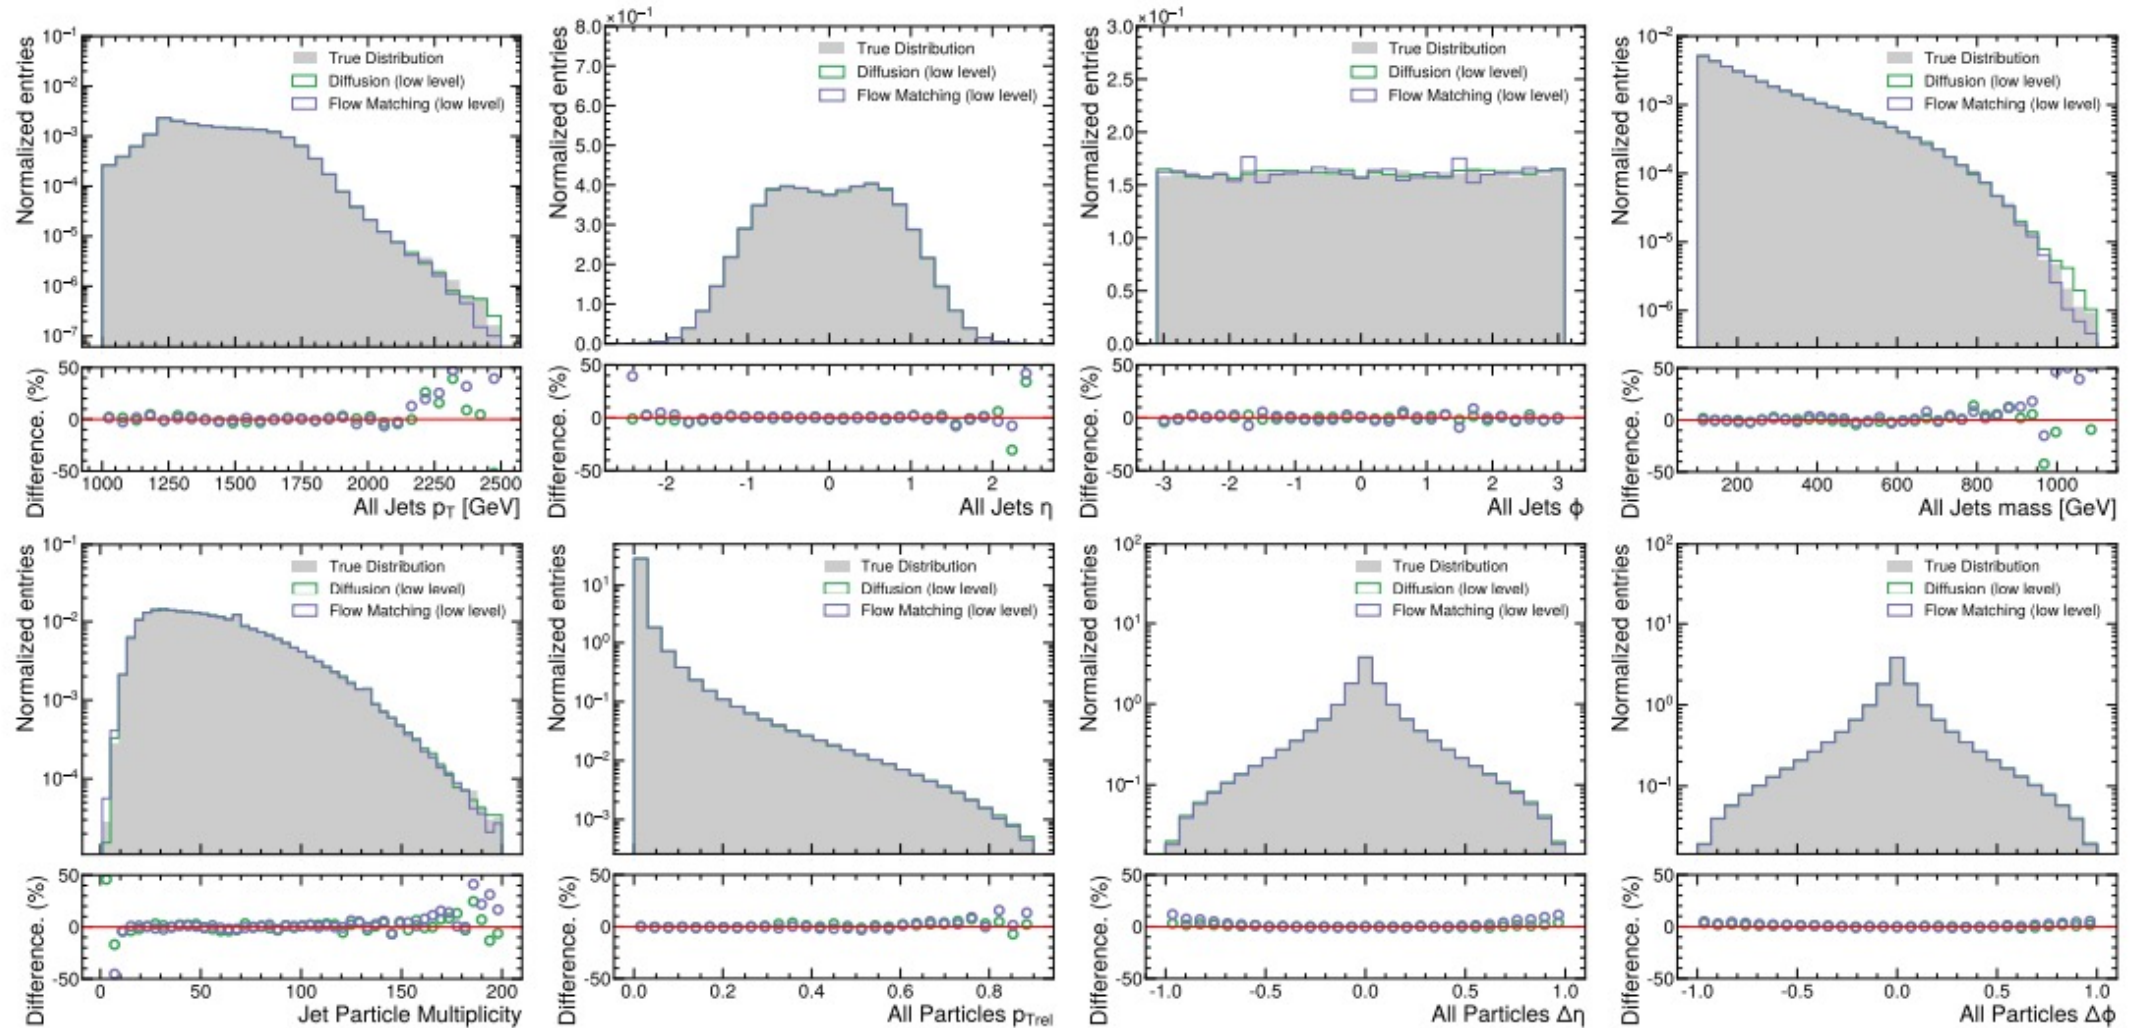 Normalized entries
10⁻¹
10⁻²
10⁻³
10⁻⁴
10⁻⁵
10⁻⁶
10⁻⁷
True Distribution
Diffusion (low level)
Flow Matching (low level)
Difference. (%)
50
0
-50
1000 1250 1500 1750 2000 2250 2500
All Jets pT [GeV]
×10⁻¹
Normalized entries
8.0
7.0
6.0
5.0
4.0
3.0
2.0
1.0
0.0
True Distribution
Diffusion (low level)
Flow Matching (low level)
Difference. (%)
50
0
-50
-2 -1 0 1 2
All Jets η
×10⁻¹
Normalized entries
3.0
2.5
2.0
1.5
1.0
0.5
0.0
True Distribution
Diffusion (low level)
Flow Matching (low level)
Difference. (%)
50
0
-50
-3 -2 -1 0 1 2 3
All Jets ϕ
Normalized entries
10⁻²
10⁻³
10⁻⁴
10⁻⁵
10⁻⁶
True Distribution
Diffusion (low level)
Flow Matching (low level)
Difference. (%)
50
0
-50
200 400 600 800 1000
All Jets mass [GeV]
Normalized entries
10⁻¹
10⁻²
10⁻³
10⁻⁴
True Distribution
Diffusion (low level)
Flow Matching (low level)
Difference. (%)
50
0
-50
0 50 100 150 200
Jet Particle Multiplicity
Normalized entries
10¹
10⁰
10⁻¹
10⁻²
10⁻³
True Distribution
Diffusion (low level)
Flow Matching (low level)
Difference. (%)
50
0
-50
0.0 0.2 0.4 0.6 0.8
All Particles pTrel
Normalized entries
10²
10¹
10⁰
10⁻¹
True Distribution
Diffusion (low level)
Flow Matching (low level)
Difference. (%)
50
0
-50
-1.0 -0.5 0.0 0.5 1.0
All Particles Δη
Normalized entries
10²
10¹
10⁰
10⁻¹
True Distribution
Diffusion (low level)
Flow Matching (low level)
Difference. (%)
50
0
-50
-1.0 -0.5 0.0 0.5 1.0
All Particles Δϕ